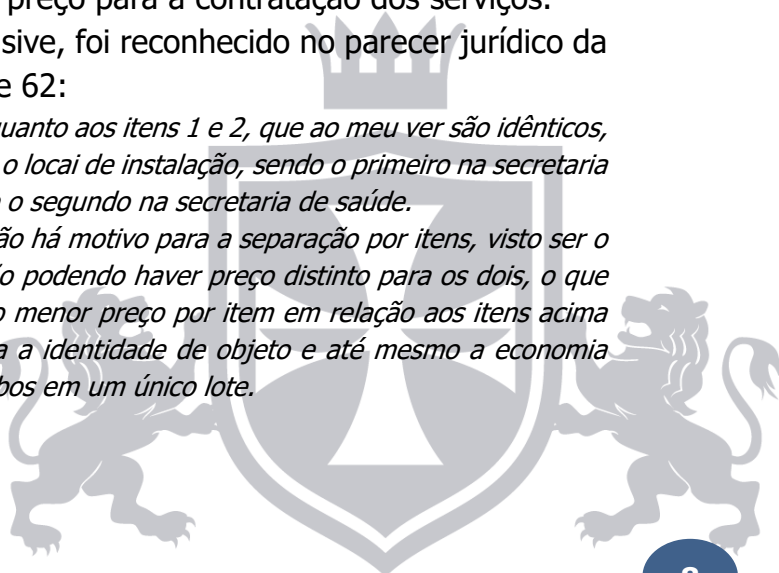 preço para a contratação dos serviços.
sive, foi reconhecido no parecer jurídico da
e 62:
uanto aos itens 1 e 2, que ao meu ver são idênticos,
o locai de instalação, sendo o primeiro na secretaria
o segundo na secretaria de saúde.
ão há motivo para a separação por itens, visto ser o
o podendo haver preço distinto para os dois, o que
o menor preço por item em relação aos itens acima
a a identidade de objeto e até mesmo a economia
bos em um único lote.